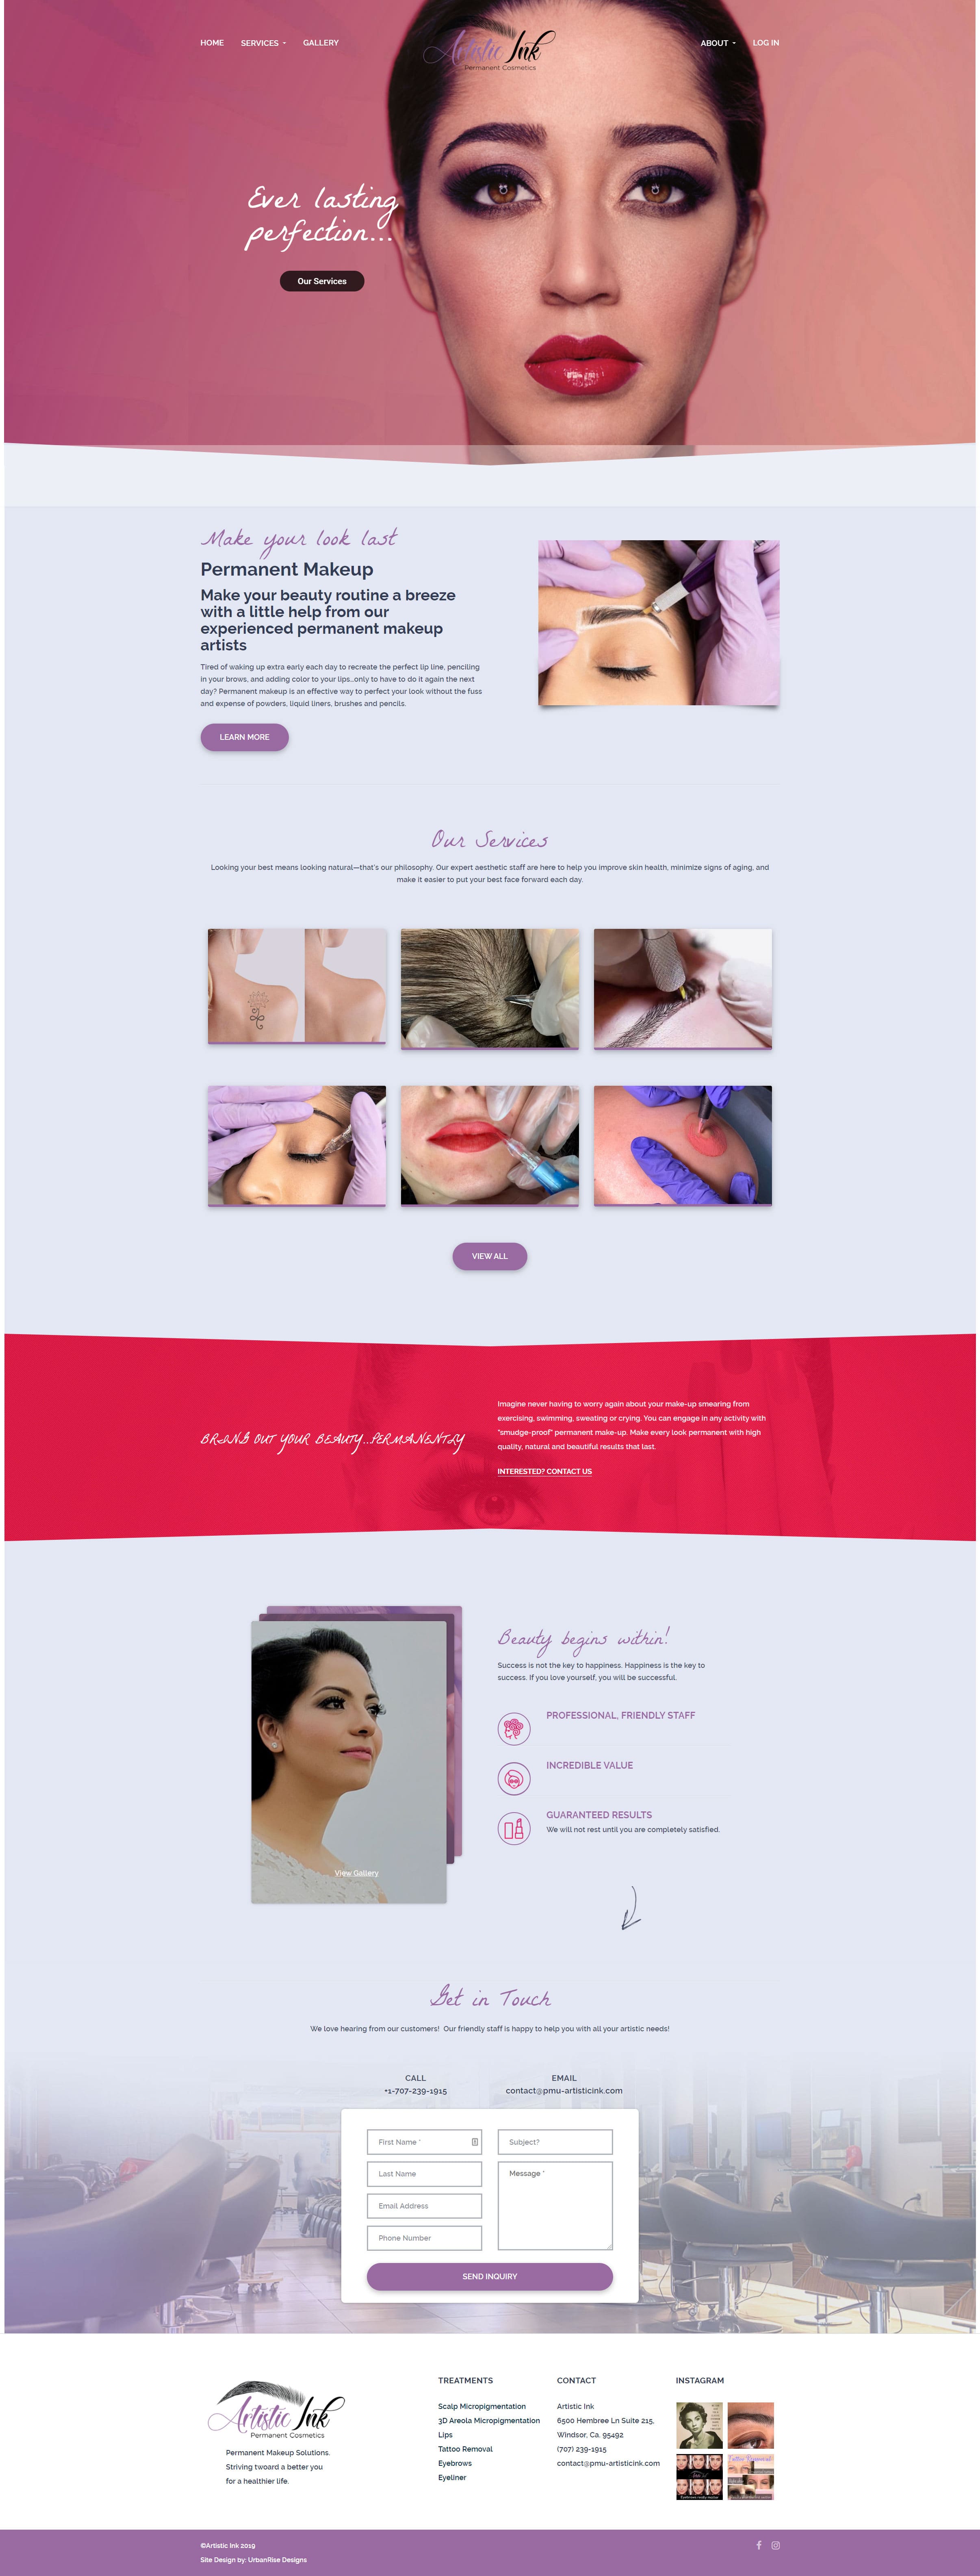 HOME SERVICES GALLERY
Artistic Ink
Permanent Cosmetics
ABOUT LOG IN
Ever lasting
perfection...
Our Services
Make your look last
Permanent Makeup
Make your beauty routine a breeze
with a little help from our
experienced permanent makeup
artists
Tired of waking up extra early each day to recreate the perfect lip line, penciling
in your brows, and adding color to your lips…only to have to do it again the next
day? Permanent makeup is an effective way to perfect your look without the fuss
and expense of powders, liquid liners, brushes and pencils.
LEARN MORE
Our Services
Looking your best means looking natural—that's our philosophy. Our expert aesthetic staff are here to help you improve skin health, minimize signs of aging, and
make it easier to put your best face forward each day.
VIEW ALL
BRING OUT YOUR BEAUTY...PERMANENTLY
Imagine never having to worry again about your make-up smearing from
exercising, swimming, sweating or crying. You can engage in any activity with
"smudge-proof" permanent make-up. Make every look permanent with high
quality, natural and beautiful results that last.
INTERESTED? CONTACT US
View Gallery
Beauty begins within!
Success is not the key to happiness. Happiness is the key to
success. If you love yourself, you will be successful.
PROFESSIONAL, FRIENDLY STAFF
INCREDIBLE VALUE
GUARANTEED RESULTS
We will not rest until you are completely satisfied.
Get in Touch
We love hearing from our customers! Our friendly staff is happy to help you with all your artistic needs!
CALL
+1-707-239-1915
EMAIL
contact@pmu-artisticink.com
First Name *
Last Name
Email Address
Phone Number
Subject?
Message *
SEND INQUIRY
Artistic Ink
Permanent Cosmetics
Permanent Makeup Solutions.
Striving tword a better you
for a healthier life.
TREATMENTS
Scalp Micropigmentation
3D Areola Micropigmentation
Lips
Tattoo Removal
Eyebrows
Eyeliner
CONTACT
Artistic Ink
6500 Hembree Ln Suite 215,
Windsor, Ca. 95492
(707) 239-1915
contact@pmu-artisticink.com
INSTAGRAM
Tattoo Removal
©Artistic Ink 2019
Site Design by: UrbanRise Designs